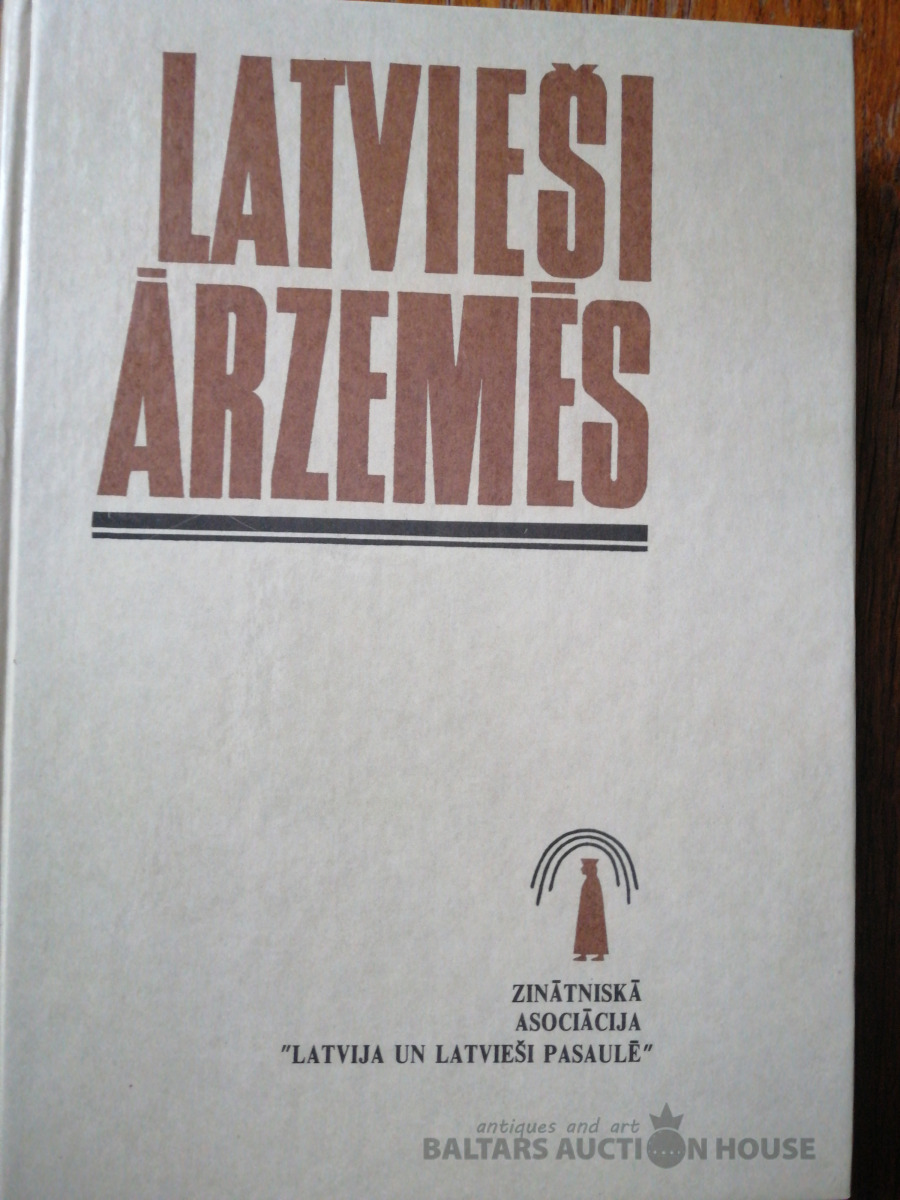 LATVIEŠI
ĀRZEMĒS
ZINĀTNISKĀ
ASOCIĀCIJA
"LATVIJA UN LATVIEŠI PASAULĒ"
antiques and art
BALTARS AUCTION HOUSE